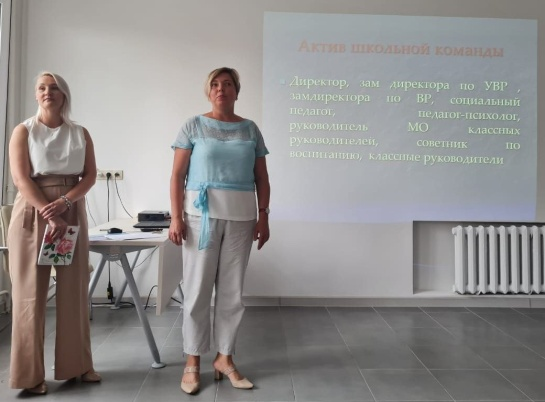 Актив школьной команды
Директор, зам директора по УВР ,
замдиректора по ВР, социальный
педагог, педагог-психолог,
руководитель МО классных
руководителей, советник по
воспитанию, классные руководители